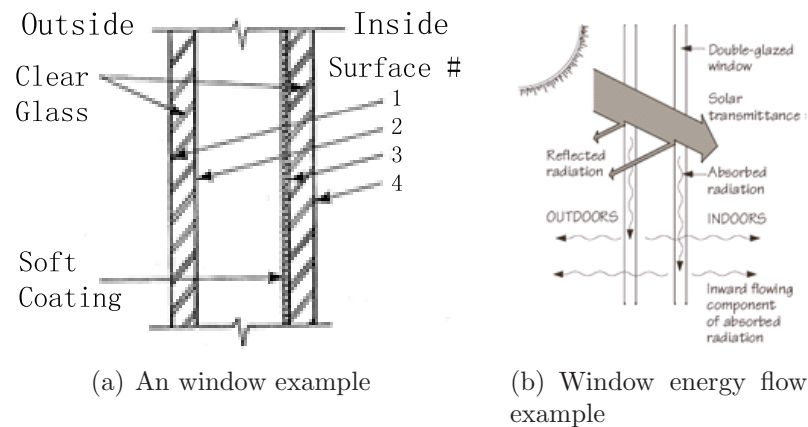 Outside
Inside
Clear
Glass
Surface #
1
2
3
4
Soft
Coating
Double-glazed
window
Solar
transmittance
Reflected
radiation
Absorbed
radiation
OUTDOORS
INDOORS
Inward flowing
component
of absorbed
radiation
(a) An window example
(b) Window energy flow
example